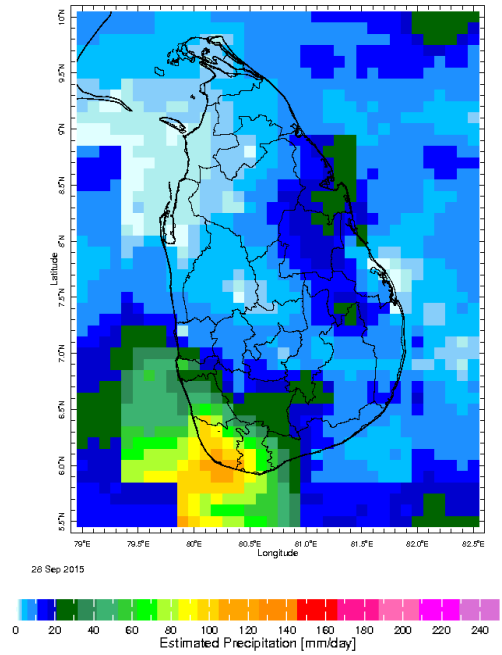 10°N
9.5°N
9°N
8.5°N
8°N
7.5°N
7.0°N
6.5°N
6.0°N
5.5°N
Latitude
79°E 79.5°E 80°E 80.5°E 81.0°E 81.5°E 82.0°E 82.5°E
Longitude
28 Sep 2015
0 20 40 60 80 100 120 140 160 180 200 220 240
Estimated Precipitation [mm/day]